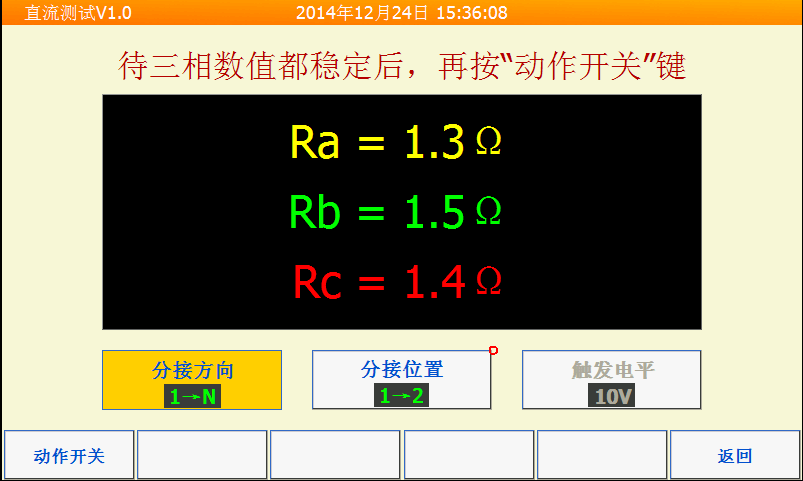 直流测试V1.0 2014年12月24日 15:36:08
待三相数值都稳定后，再按“动作开关”键
Ra = 1.3 Ω
Rb = 1.5 Ω
Rc = 1.4 Ω
分接方向 分接位置 触发电平
1→N 1→2 10V
动作开关 返回